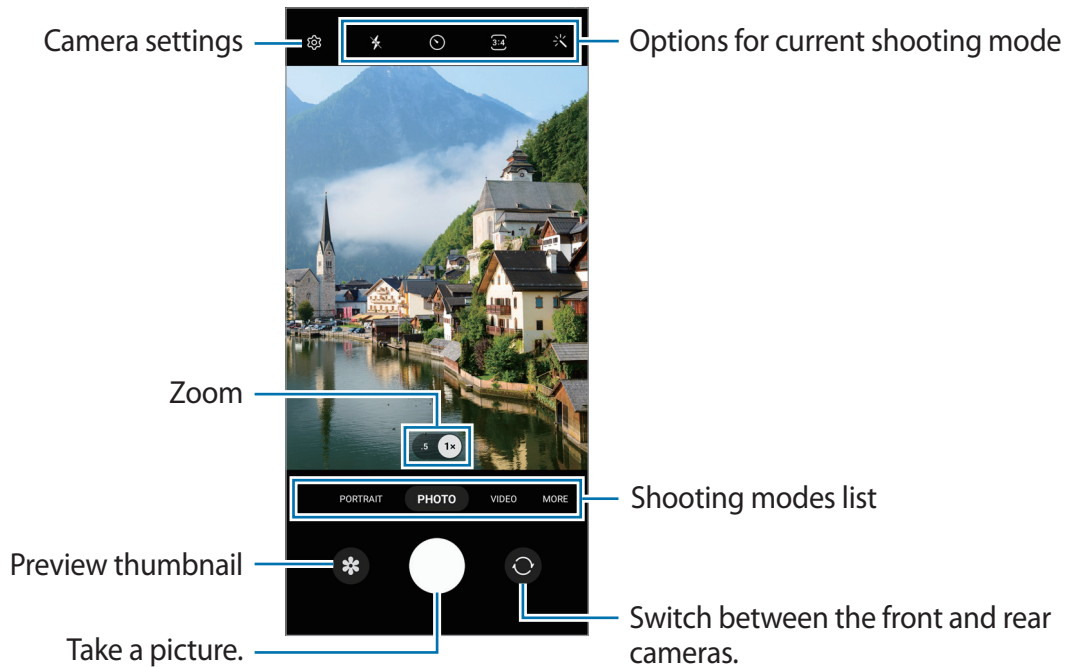 Camera settings
3:4
Options for current shooting mode
Zoom
.5 1×
PORTRAIT PHOTO VIDEO MORE
Shooting modes list
Preview thumbnail
Take a picture.
Switch between the front and rear
cameras.